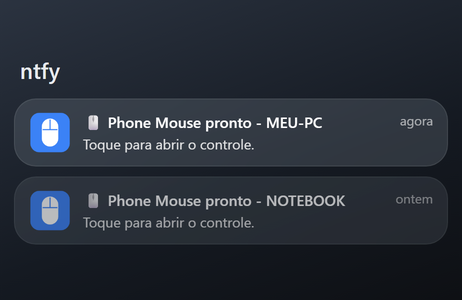 ntfy
🖱️ Phone Mouse pronto - MEU-PC
agora
Toque para abrir o controle.
🖱️ Phone Mouse pronto - NOTEBOOK
ontem
Toque para abrir o controle.